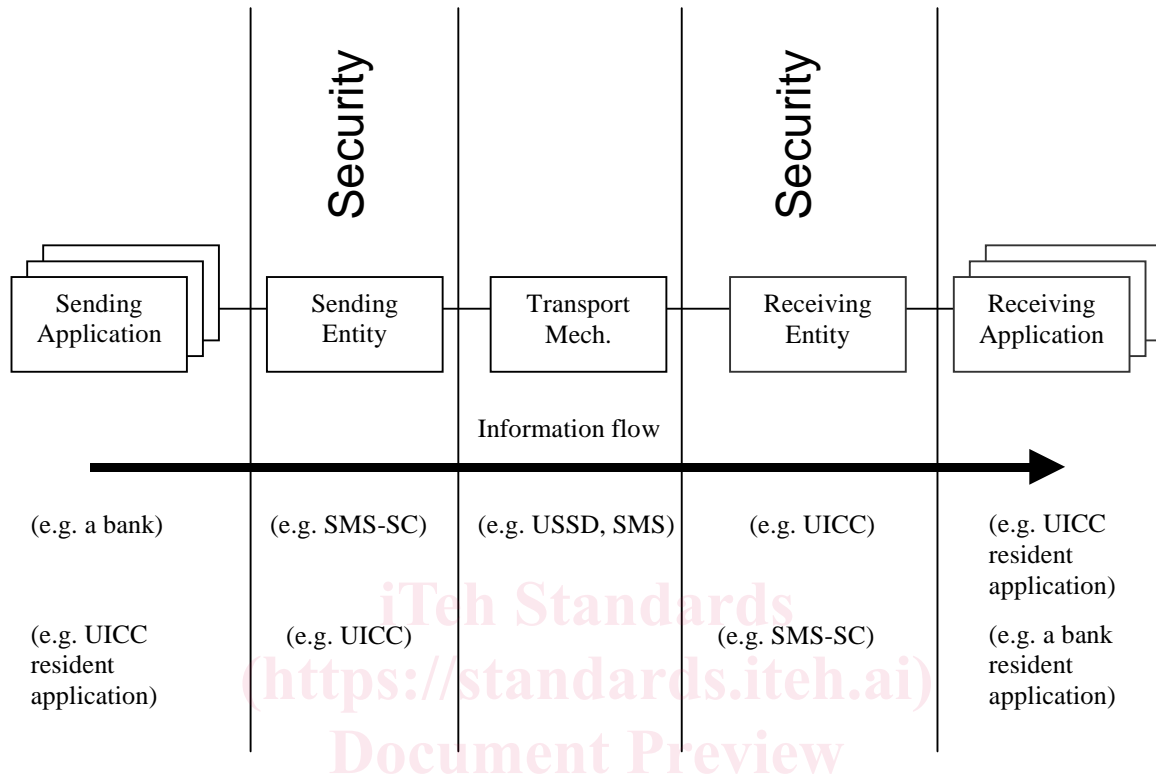 Security
Security
Sending
Application
Sending
Entity
Transport
Mech.
Receiving
Entity
Receiving
Application
Information flow
(e.g. a bank)
(e.g. SMS-SC)
(e.g. USSD, SMS)
(e.g. UICC)
(e.g. UICC
resident
application)
(e.g. UICC
resident
application)
(e.g. UICC)
(e.g. SMS-SC)
(e.g. a bank
resident
application)
iTeh Standards
(https://standards.iteh.ai)
Document Preview